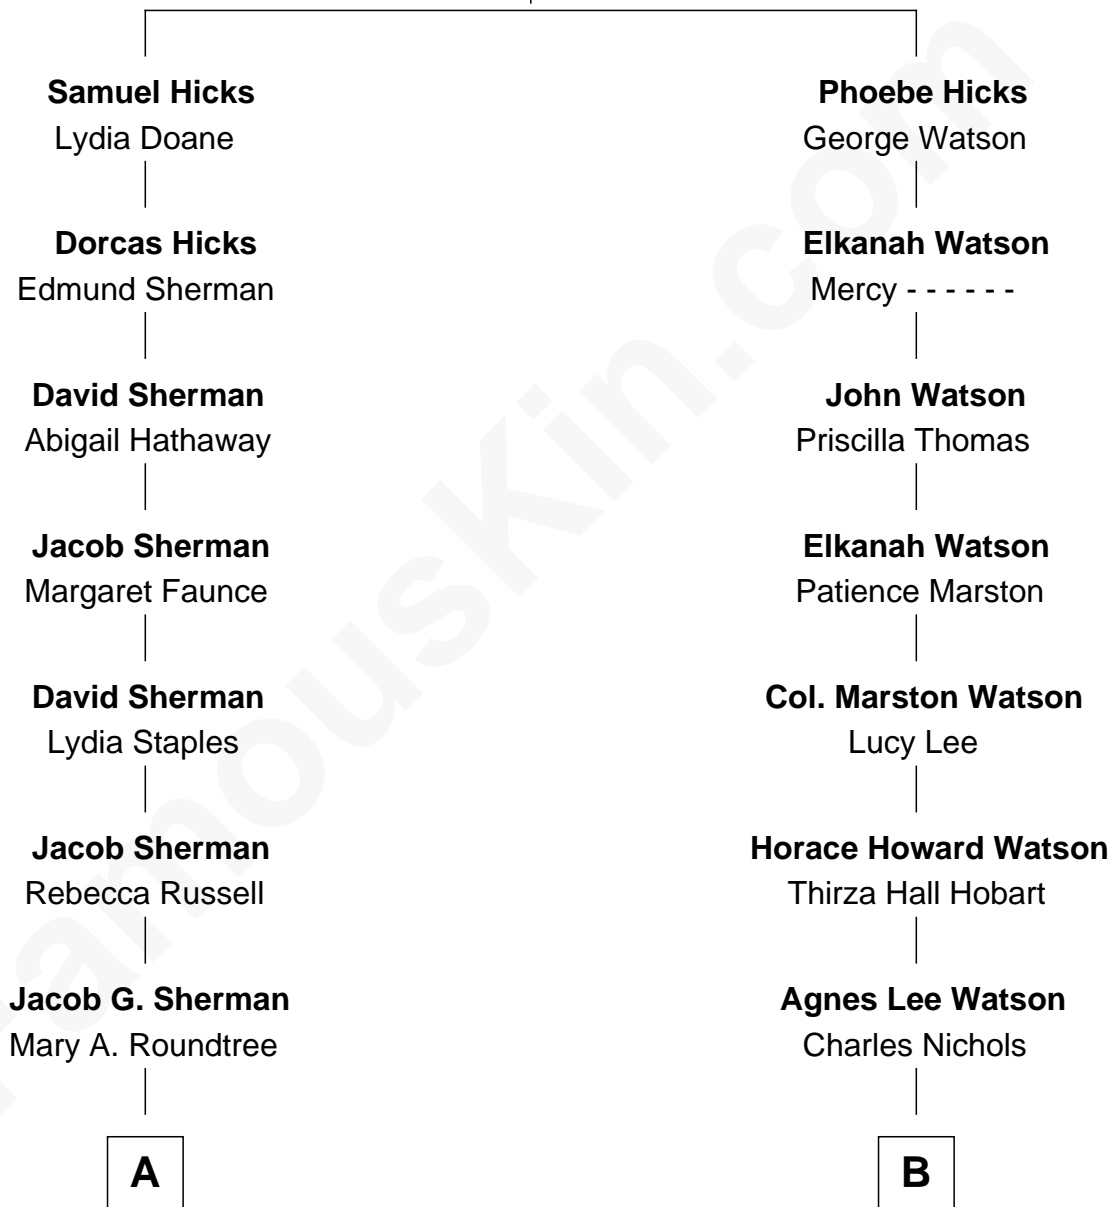 Samuel Hicks
Lydia Doane
Dorcas Hicks
Edmund Sherman
David Sherman
Abigail Hathaway
Jacob Sherman
Margaret Faunce
David Sherman
Lydia Staples
Jacob Sherman
Rebecca Russell
Jacob G. Sherman
Mary A. Roundtree
A
Phoebe Hicks
George Watson
Elkanah Watson
Mercy - - - - - -
John Watson
Priscilla Thomas
Elkanah Watson
Patience Marston
Col. Marston Watson
Lucy Lee
Horace Howard Watson
Thirza Hall Hobart
Agnes Lee Watson
Charles Nichols
B
FamousKin.com